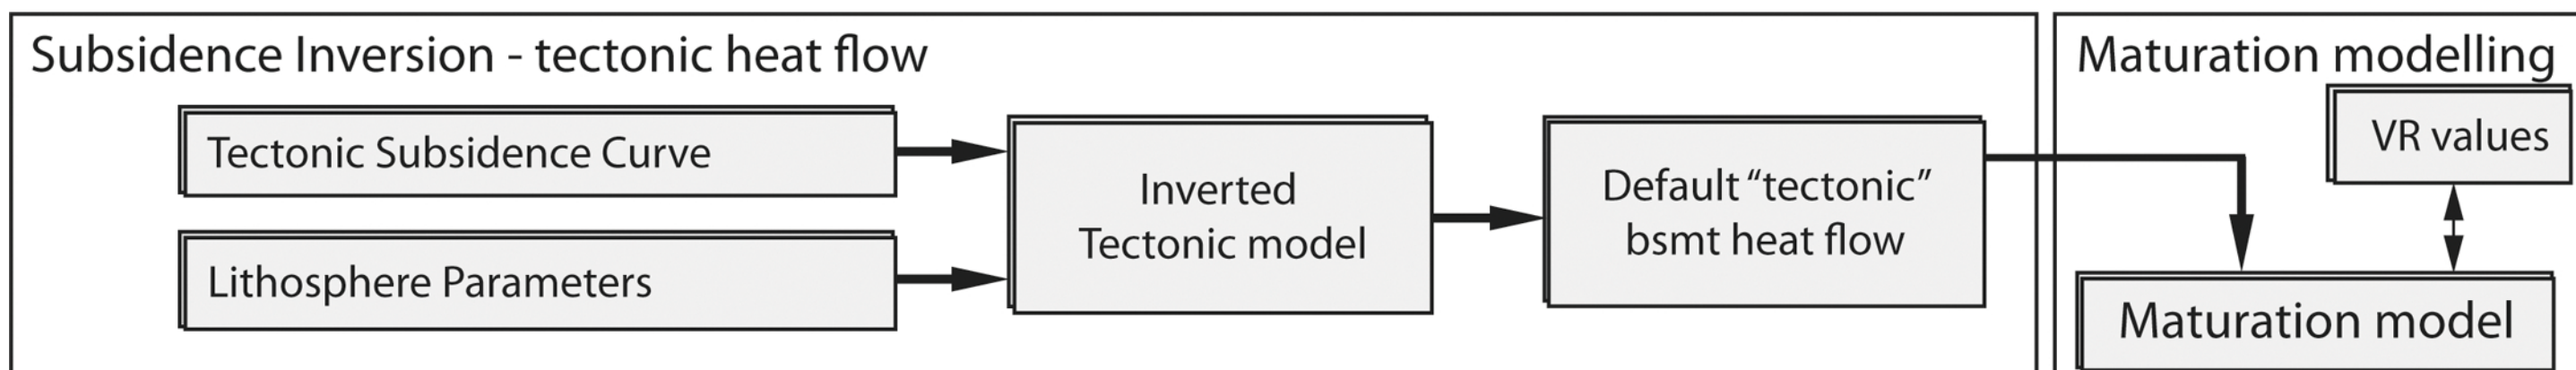 Subsidence Inversion - tectonic heat flow
Tectonic Subsidence Curve
Lithosphere Parameters
Inverted
Tectonic model
Default “tectonic”
bsmt heat flow
Maturation modelling
VR values
Maturation model